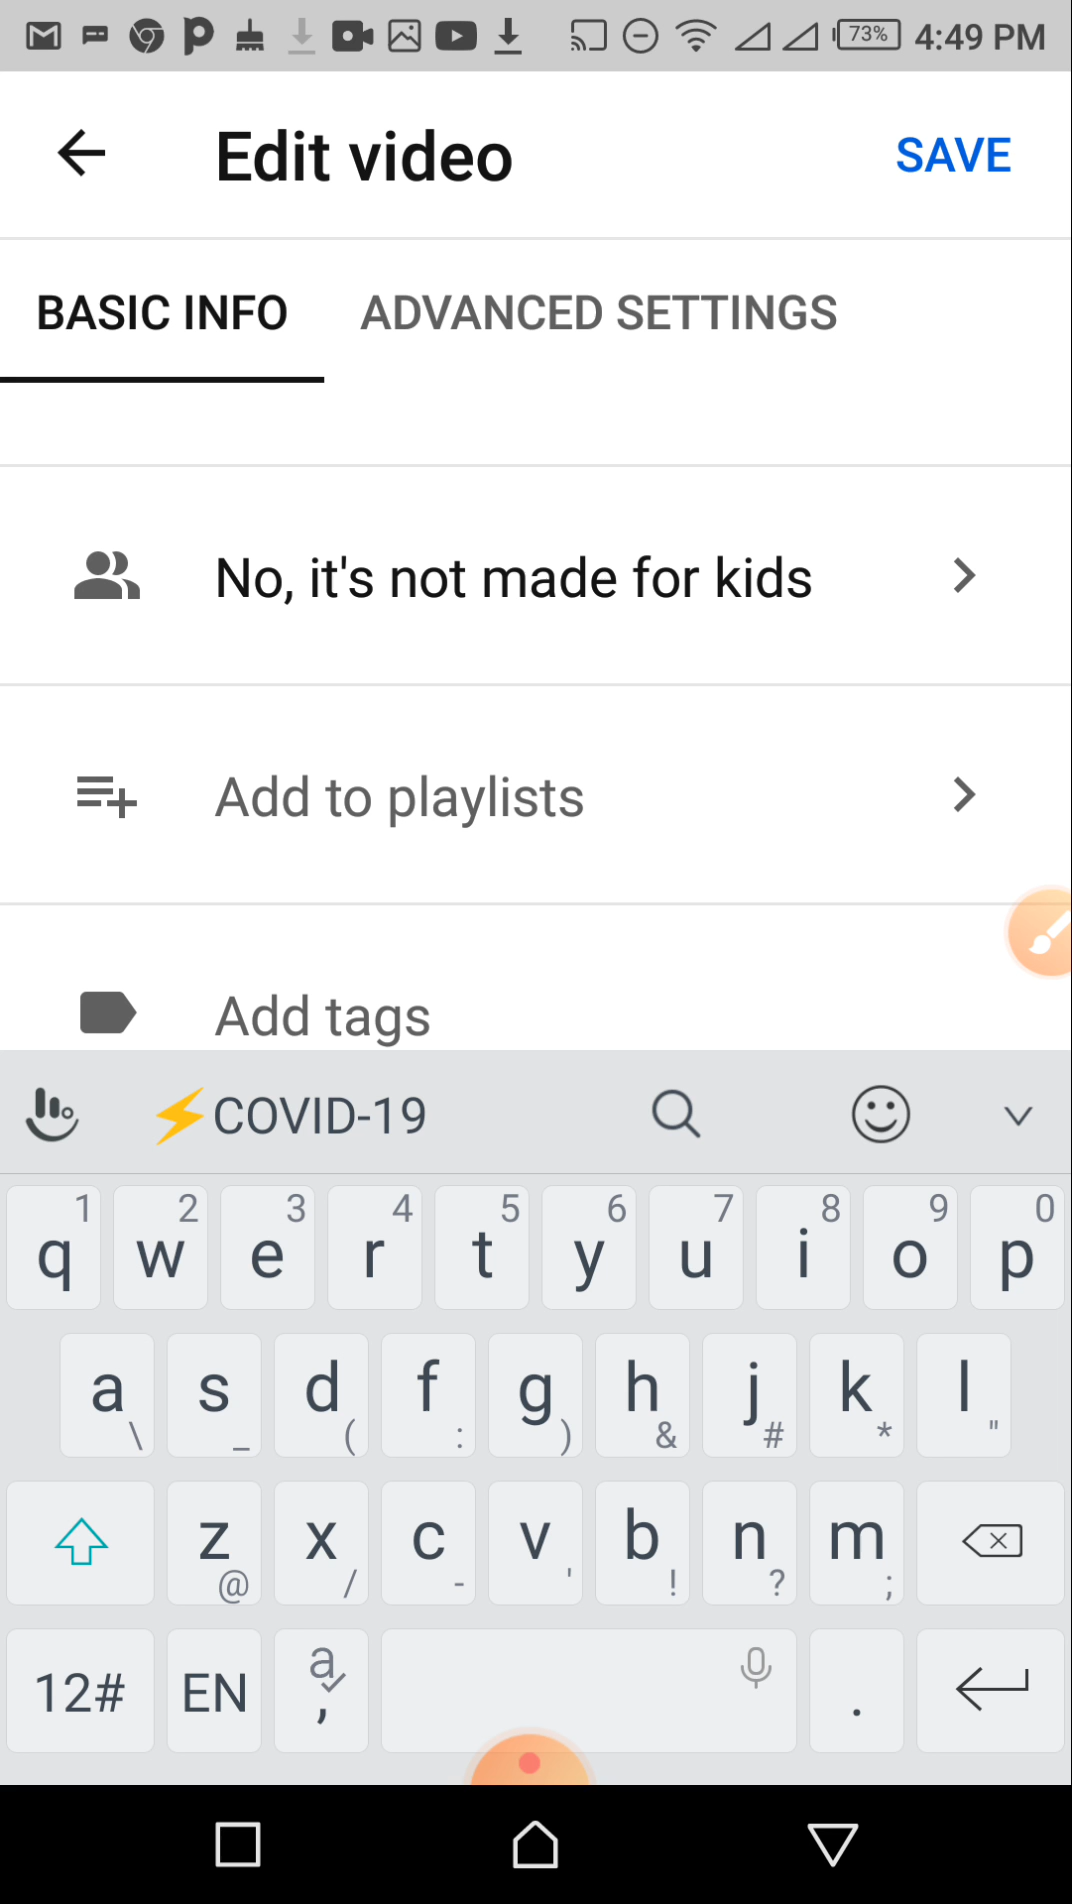 73% 4:49 PM
Edit video SAVE
BASIC INFO ADVANCED SETTINGS
No, it's not made for kids
Add to playlists
Add tags
⚡COVID-19
1 2 3 4 5 6 7 8 9 0
q w e r t y u i o p
a s d f g h j k l
\ _ ( : ) & # * "
z x c v b n m
@ / - ' ! ? ;
12# EN a , .